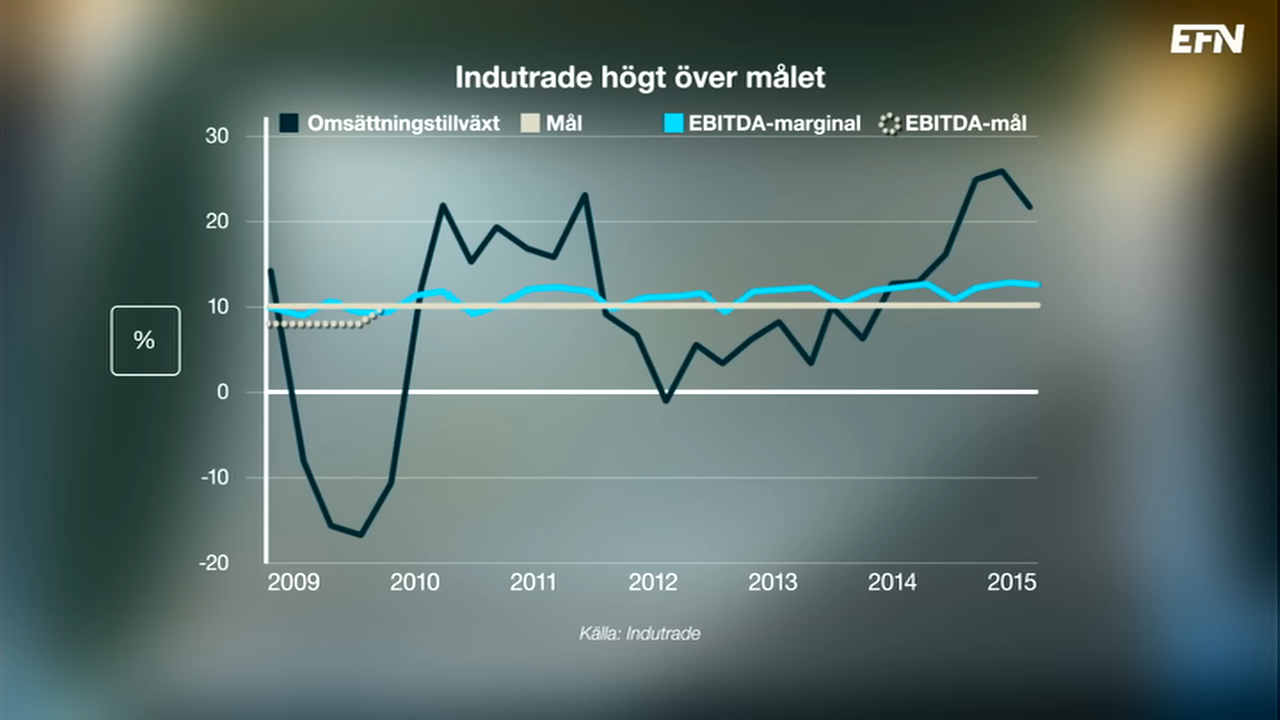 EFN
Indutrade högt över målet
Omsättningstillväxt Mål EBITDA-marginal EBITDA-mål
30
20
10
0
-10
-20
%
2009 2010 2011 2012 2013 2014 2015
Källa: Indutrade